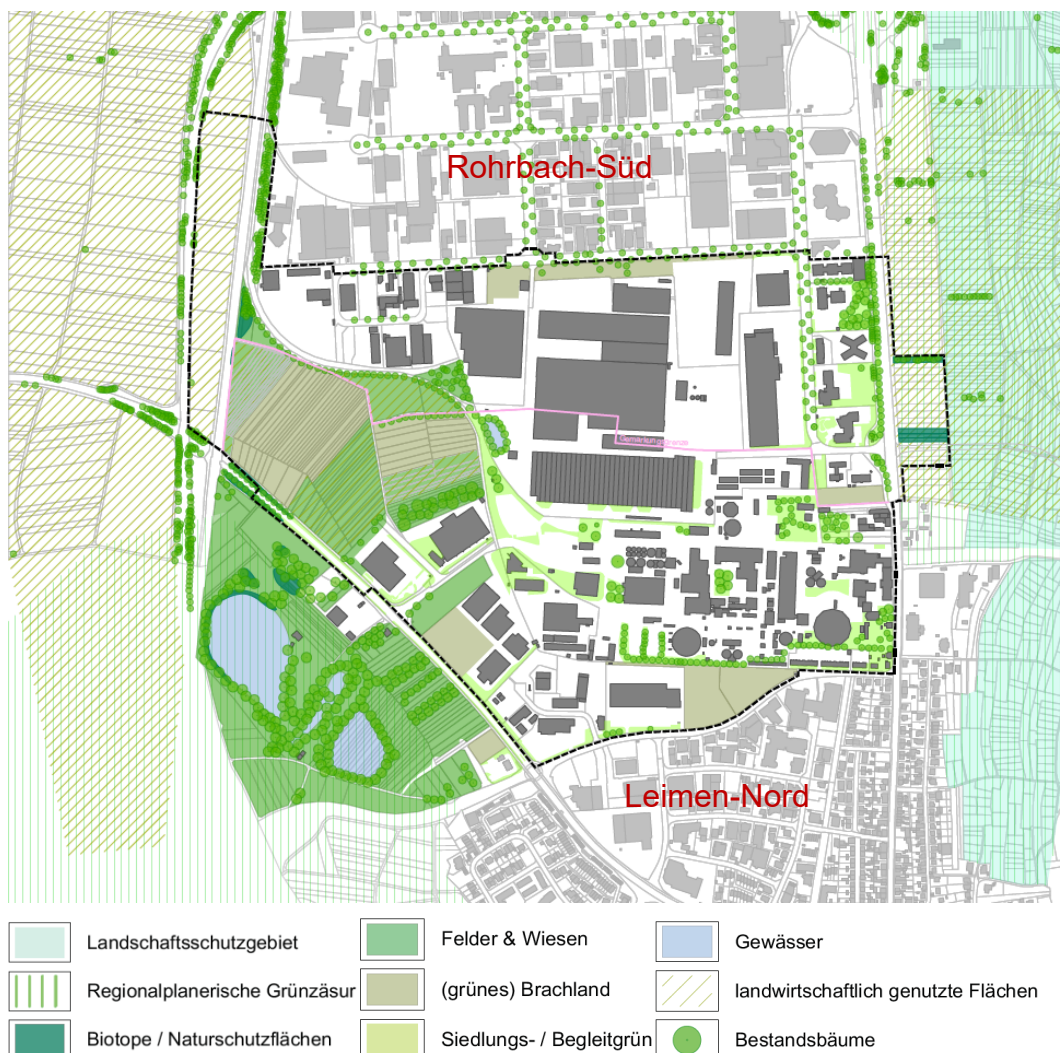 Rohrbach-Süd
Gemarkungsgrenze
Leimen-Nord
Landschaftsschutzgebiet
Felder & Wiesen
Gewässer
Regionalplanerische Grünzäsur
(grünes) Brachland
landwirtschaftlich genutzte Flächen
Biotope / Naturschutzflächen
Siedlungs- / Begleitgrün
Bestandsbäume